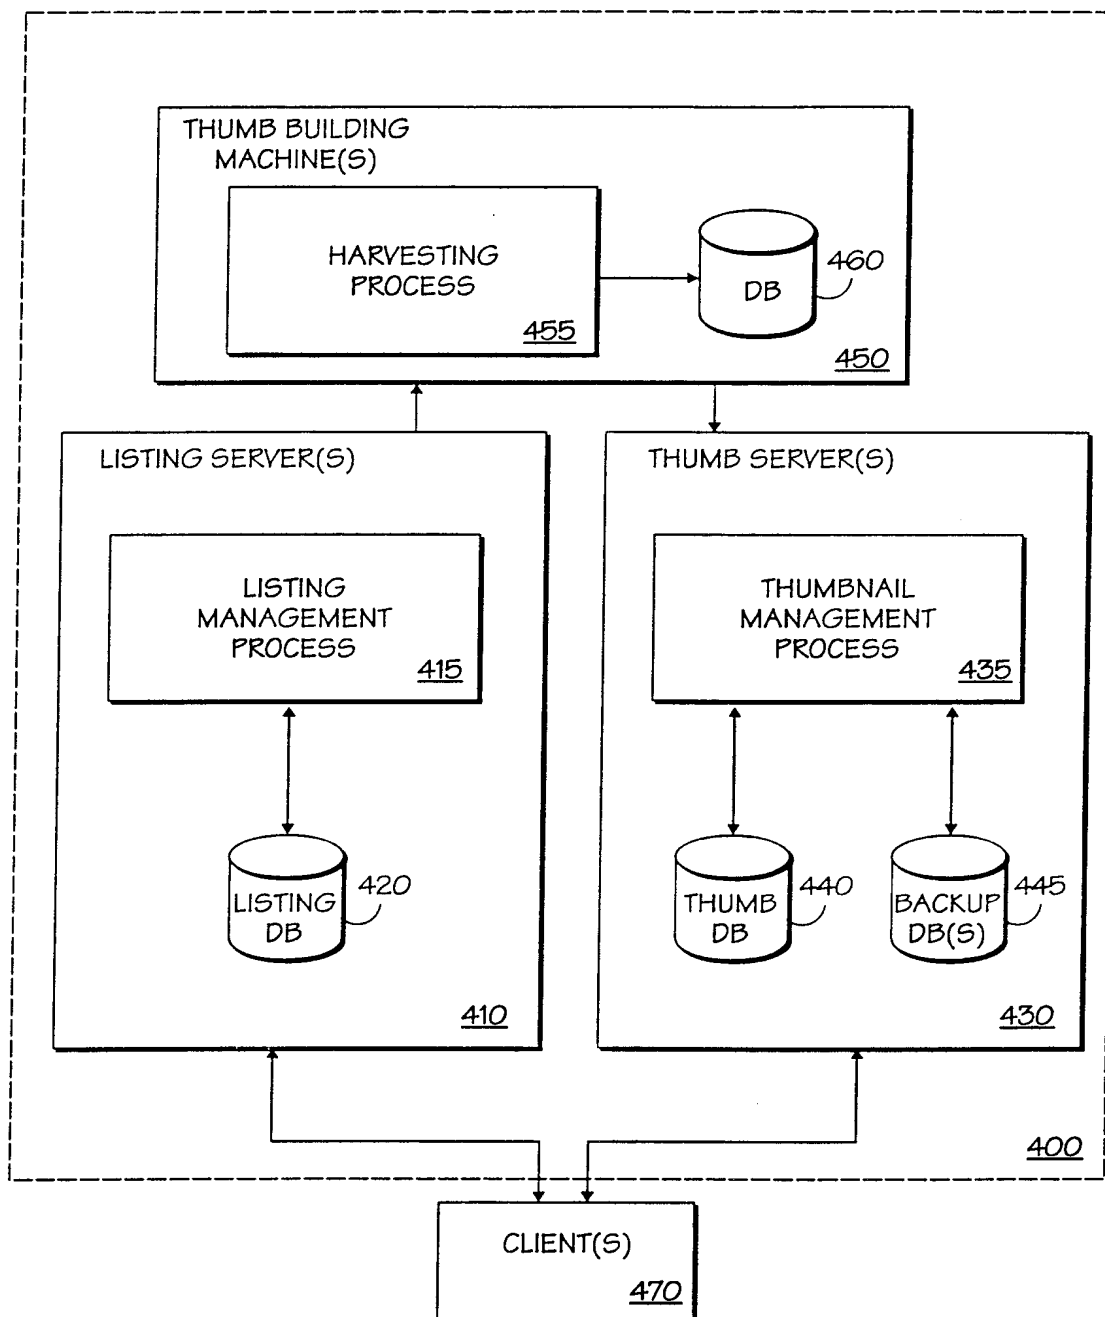 THUMB BUILDING
MACHINE(S)
HARVESTING
PROCESS
455
DB
460
450
LISTING SERVER(S)
LISTING
MANAGEMENT
PROCESS
415
LISTING
DB
420
410
THUMB SERVER(S)
THUMBNAIL
MANAGEMENT
PROCESS
435
THUMB
DB
440
BACKUP
DB(S)
445
430
400
CLIENT(S)
470